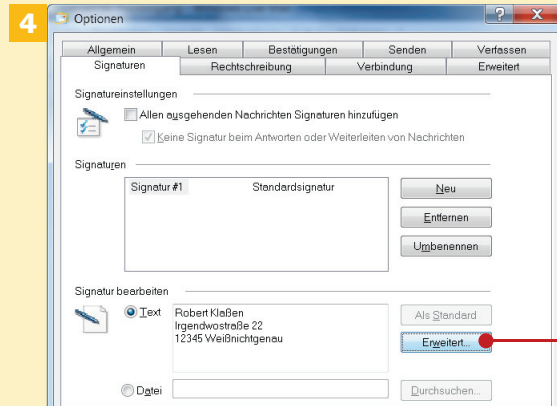 4
Optionen
? X
Allgemein Lesen Bestätigungen Senden Verfassen
Signaturen Rechtschreibung Verbindung Erweitert
Signatureinstellungen
Allen ausgehenden Nachrichten Signaturen hinzufügen
Keine Signatur beim Antworten oder Weiterleiten von Nachrichten
Signaturen
Signatur #1 Standardsignatur
Neu
Entfernen
Umbenennen
Signatur bearbeiten
Text
Robert Klaßen
Irgendwostraße 22
12345 Weißnichtgenau
Als Standard
Erweitert...
Datei
Durchsuchen...